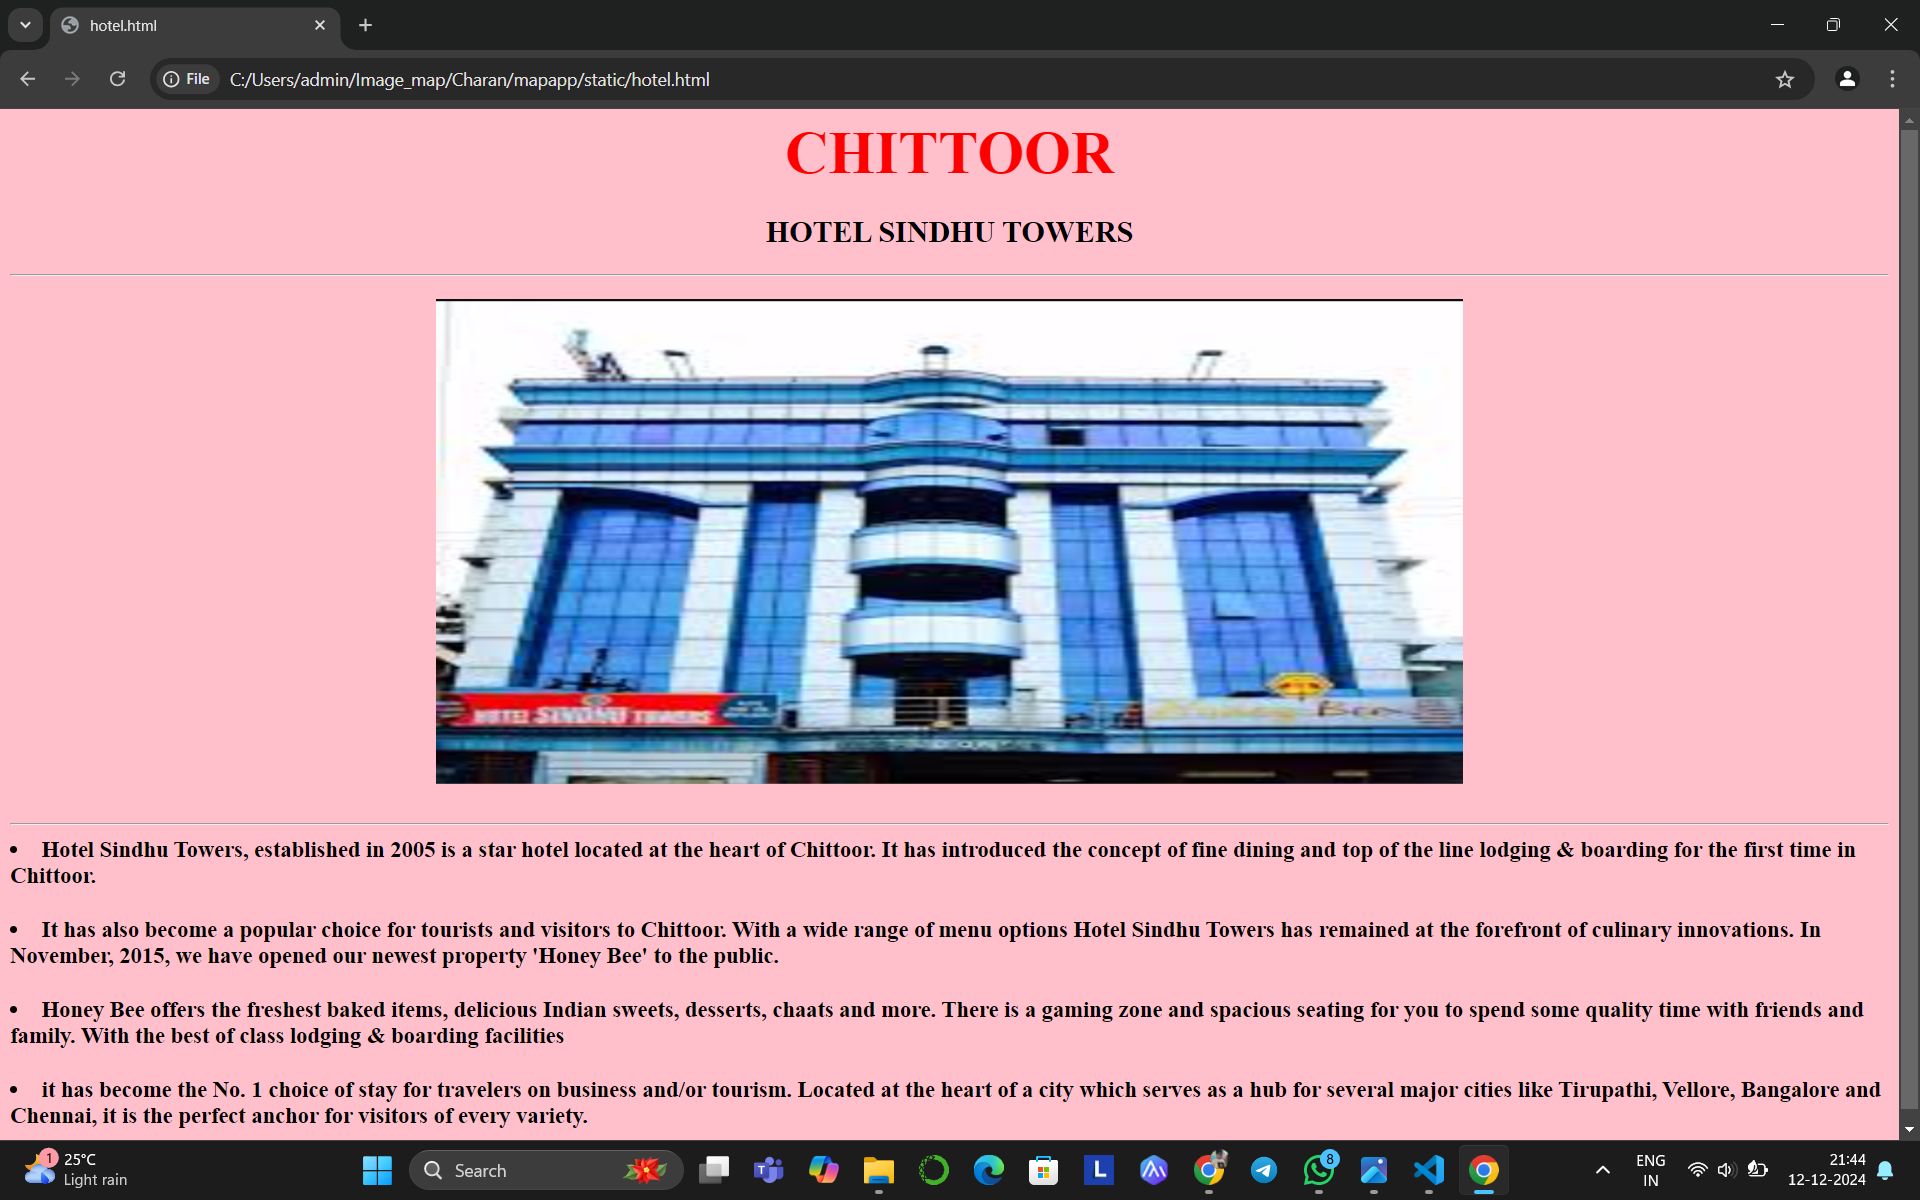 hotel.html
File
C:/Users/admin/Image_map/Charan/mapapp/static/hotel.html
CHITTOOR
HOTEL SINDHU TOWERS
HOTEL SINDHU TOWERS
Bee
• Hotel Sindhu Towers, established in 2005 is a star hotel located at the heart of Chittoor. It has introduced the concept of fine dining and top of the line lodging & boarding for the first time in
Chittoor.
• It has also become a popular choice for tourists and visitors to Chittoor. With a wide range of menu options Hotel Sindhu Towers has remained at the forefront of culinary innovations. In
November, 2015, we have opened our newest property 'Honey Bee' to the public.
• Honey Bee offers the freshest baked items, delicious Indian sweets, desserts, chaats and more. There is a gaming zone and spacious seating for you to spend some quality time with friends and
family. With the best of class lodging & boarding facilities
• it has become the No. 1 choice of stay for travelers on business and/or tourism. Located at the heart of a city which serves as a hub for several major cities like Tirupathi, Vellore, Bangalore and
Chennai, it is the perfect anchor for visitors of every variety.
1
25°C
Light rain
Search
L
8
ENG
IN
21:44
12-12-2024